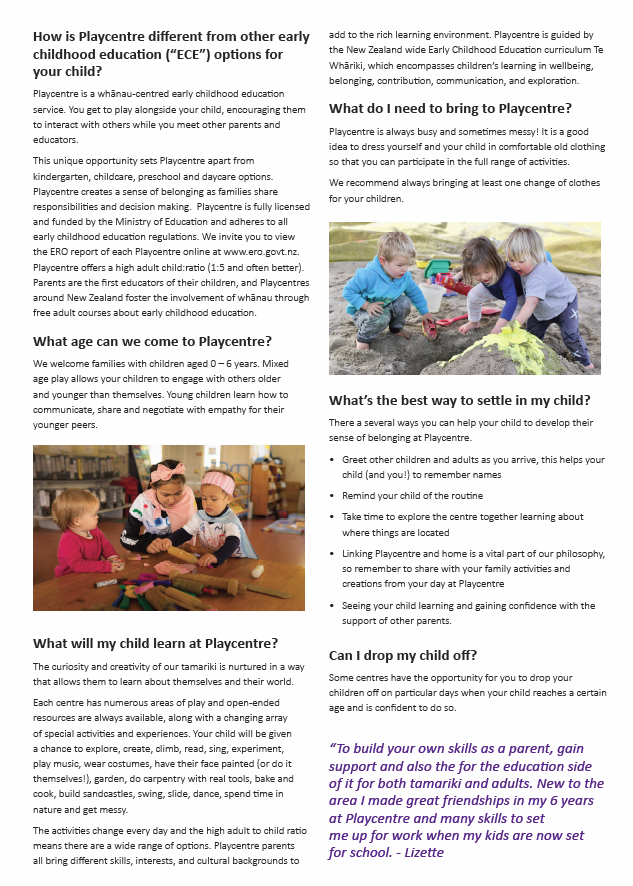 How is Playcentre different from other early
childhood education (“ECE”) options for
your child?
Playcentre is a whānau-centred early childhood education
service. You get to play alongside your child, encouraging them
to interact with others while you meet other parents and
educators.
This unique opportunity sets Playcentre apart from
kindergarten, childcare, preschool and daycare options.
Playcentre creates a sense of belonging as families share
responsibilities and decision making.  Playcentre is fully licensed
and funded by the Ministry of Education and adheres to all
early childhood education regulations. We invite you to view
the ERO report of each Playcentre online at www.ero.govt.nz.
Playcentre offers a high adult child:ratio (1:5 and often better).
Parents are the first educators of their children, and Playcentres
around New Zealand foster the involvement of whānau through
free adult courses about early childhood education.
What age can we come to Playcentre?
We welcome families with children aged 0 – 6 years. Mixed
age play allows your children to engage with others older
and younger than themselves. Young children learn how to
communicate, share and negotiate with empathy for their
younger peers.
What will my child learn at Playcentre?
The curiosity and creativity of our tamariki is nurtured in a way
that allows them to learn about themselves and their world.
Each centre has numerous areas of play and open-ended
resources are always available, along with a changing array
of special activities and experiences. Your child will be given
a chance to explore, create, climb, read, sing, experiment,
play music, wear costumes, have their face painted (or do it
themselves!), garden, do carpentry with real tools, bake and
cook, build sandcastles, swing, slide, dance, spend time in
nature and get messy.
The activities change every day and the high adult to child ratio
means there are a wide range of options. Playcentre parents
all bring different skills, interests, and cultural backgrounds to
add to the rich learning environment. Playcentre is guided by
the New Zealand wide Early Childhood Education curriculum Te
Whāriki, which encompasses children’s learning in wellbeing,
belonging, contribution, communication, and exploration.
What do I need to bring to Playcentre?
Playcentre is always busy and sometimes messy! It is a good
idea to dress yourself and your child in comfortable old clothing
so that you can participate in the full range of activities.
We recommend always bringing at least one change of clothes
for your children.
What’s the best way to settle in my child?
There a several ways you can help your child to develop their
sense of belonging at Playcentre.
• Greet other children and adults as you arrive, this helps your
child (and you!) to remember names
• Remind your child of the routine
• Take time to explore the centre together learning about
where things are located
• Linking Playcentre and home is a vital part of our philosophy,
so remember to share with your family activities and
creations from your day at Playcentre
• Seeing your child learning and gaining confidence with the
support of other parents.
Can I drop my child off?
Some centres have the opportunity for you to drop your
children off on particular days when your child reaches a certain
age and is confident to do so.
“To build your own skills as a parent, gain
support and also the for the education side
of it for both tamariki and adults. New to the
area I made great friendships in my 6 years
at Playcentre and many skills to set
me up for work when my kids are now set
for school. - Lizette